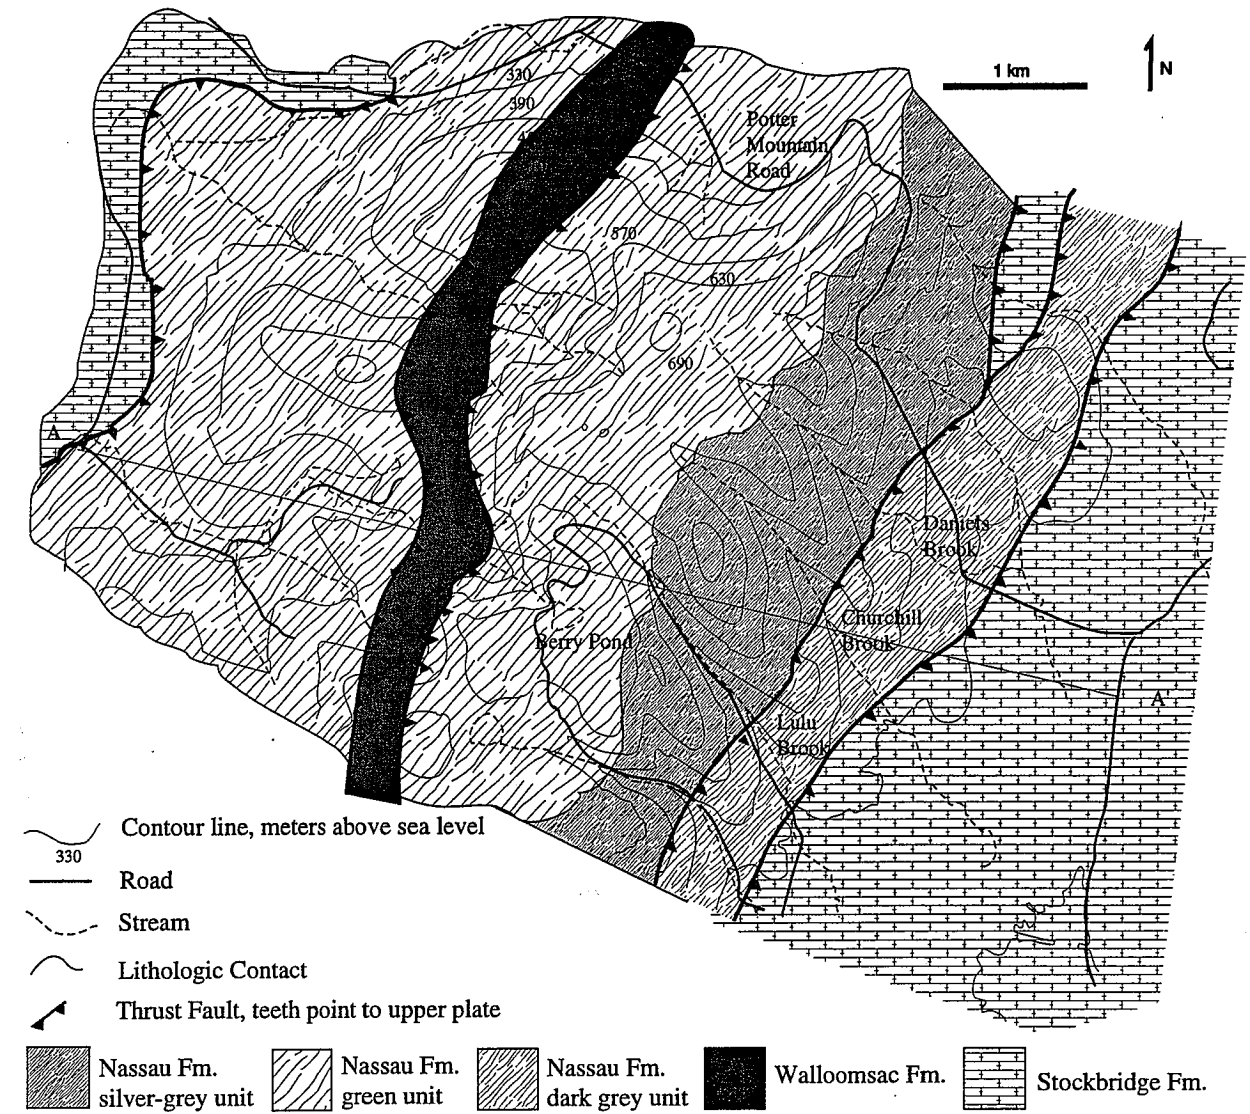 1 km
N
330
390
Potter
Mountain
Road
570
630
690
A
Daniels
Brook
Churchill
Brook
Berry Pond
A'
Lulu
Brook
Contour line, meters above sea level
330
Road
Stream
Lithologic Contact
Thrust Fault, teeth point to upper plate
Nassau Fm.
silver-grey unit
Nassau Fm.
green unit
Nassau Fm.
dark grey unit
Walloomsac Fm.
Stockbridge Fm.